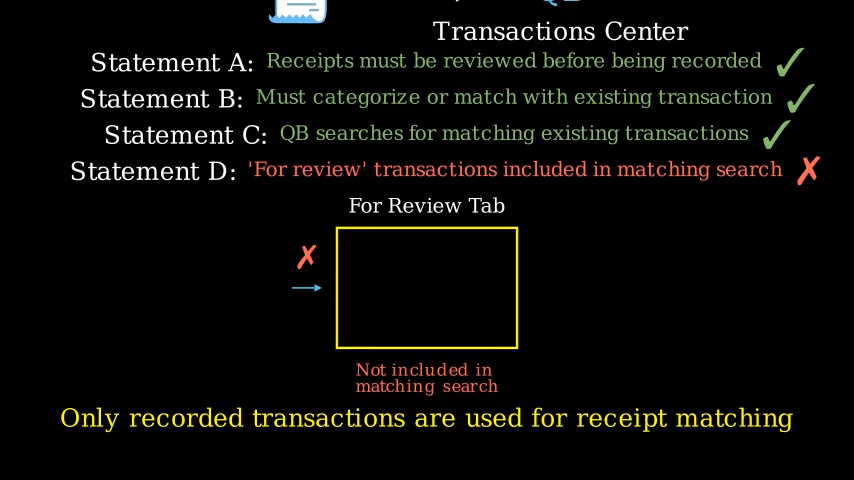 Transactions Center
Statement A: Receipts must be reviewed before being recorded ✓
Statement B: Must categorize or match with existing transaction ✓
Statement C: QB searches for matching existing transactions ✓
Statement D: 'For review' transactions included in matching search ✗
For Review Tab
✗
Not included in
matching search
Only recorded transactions are used for receipt matching